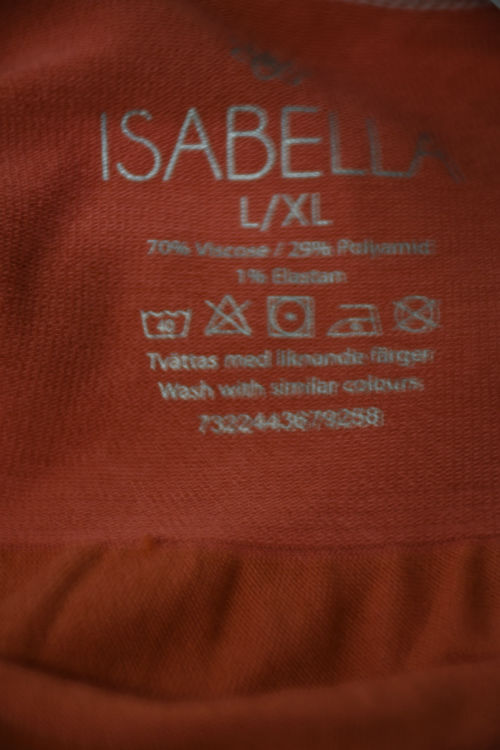 ISABELLA
L/XL
70% Viscose / 29% Polyamid
1% Elastan
40
Tvättas med liknande färger
Wash with similar colours
7322443679288